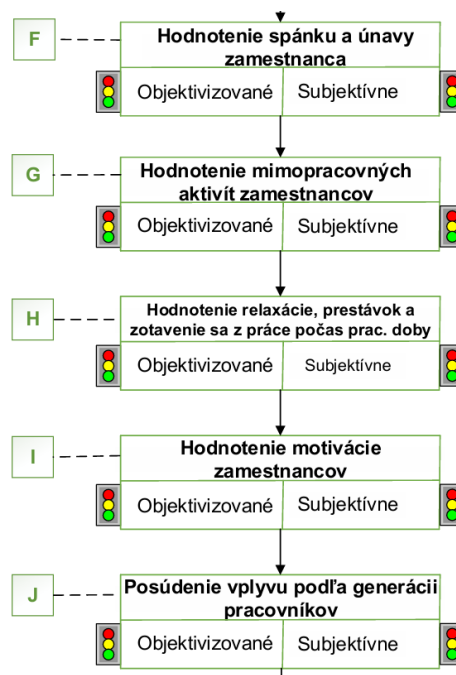 F
Hodnotenie spánku a únavy
zamestnanca
Objektivizované
Subjektívne
G
Hodnotenie mimopracovných
aktivít zamestnancov
Objektivizované
Subjektívne
H
Hodnotenie relaxácie, prestávok a
zotavenie sa z práce počas prac. doby
Objektivizované
Subjektívne
I
Hodnotenie motivácie
zamestnancov
Objektivizované
Subjektívne
J
Posúdenie vplyvu podľa generácii
pracovníkov
Objektivizované
Subjektívne